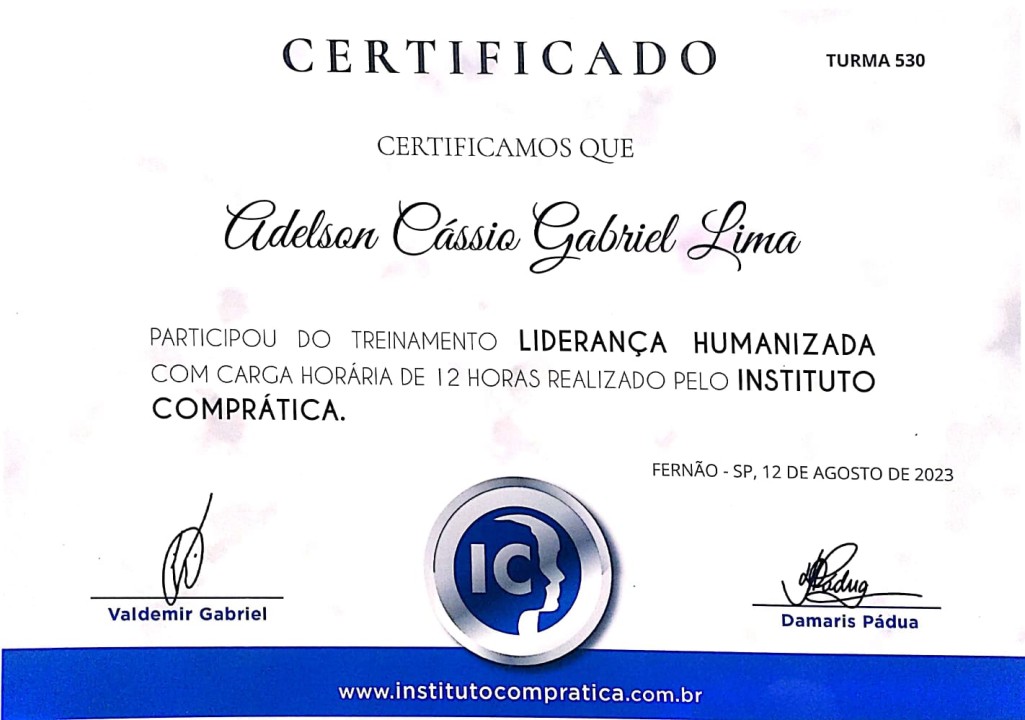 CERTIFICADO
TURMA 530
CERTIFICAMOS QUE
Adelson Cássio Gabriel Lima
PARTICIPOU DO TREINAMENTO LIDERANÇA HUMANIZADA
COM CARGA HORÁRIA DE 12 HORAS REALIZADO PELO INSTITUTO
COMPRÁTICA.
FERNÃO - SP, 12 DE AGOSTO DE 2023
IC
Pádua
Valdemir Gabriel
Damaris Pádua
www.institutocompratica.com.br